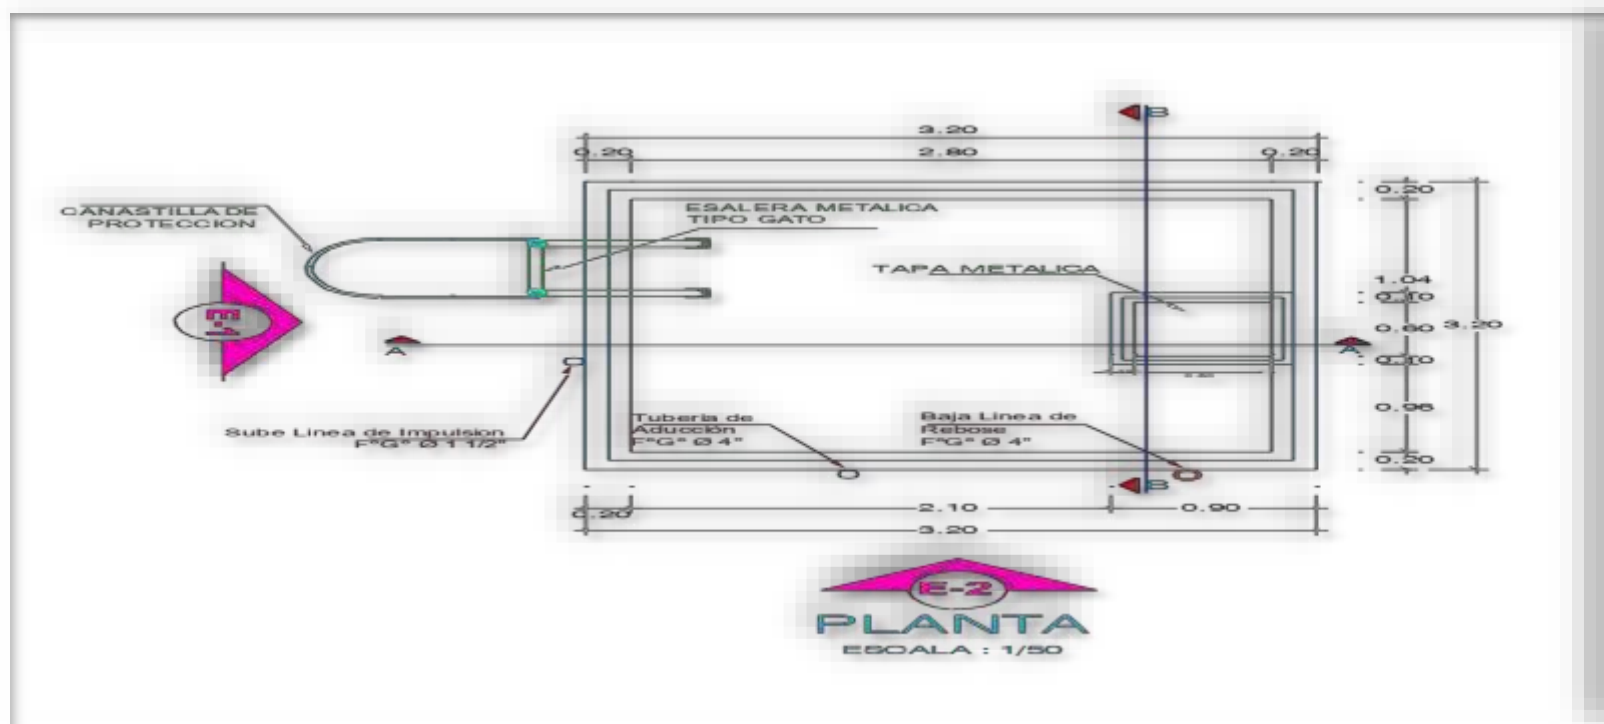 B
3.20
0.20
2.80
0.20
0.20
CANASTILLA DE
PROTECCION
ESALERA METALICA
TIPO GATO
TAPA METALICA
1.04
0.10
0.60
3.20
0.10
E-1
A
A
0.96
Sube Linea de Impulsion
F°G° Ø 1 1/2"
Tuberia de
Aducción
F°G° Ø 4"
Baja Linea de
Rebose
F°G° Ø 4"
0.20
B
0.20
2.10
0.90
3.20
E-2
PLANTA
ESCALA : 1/50